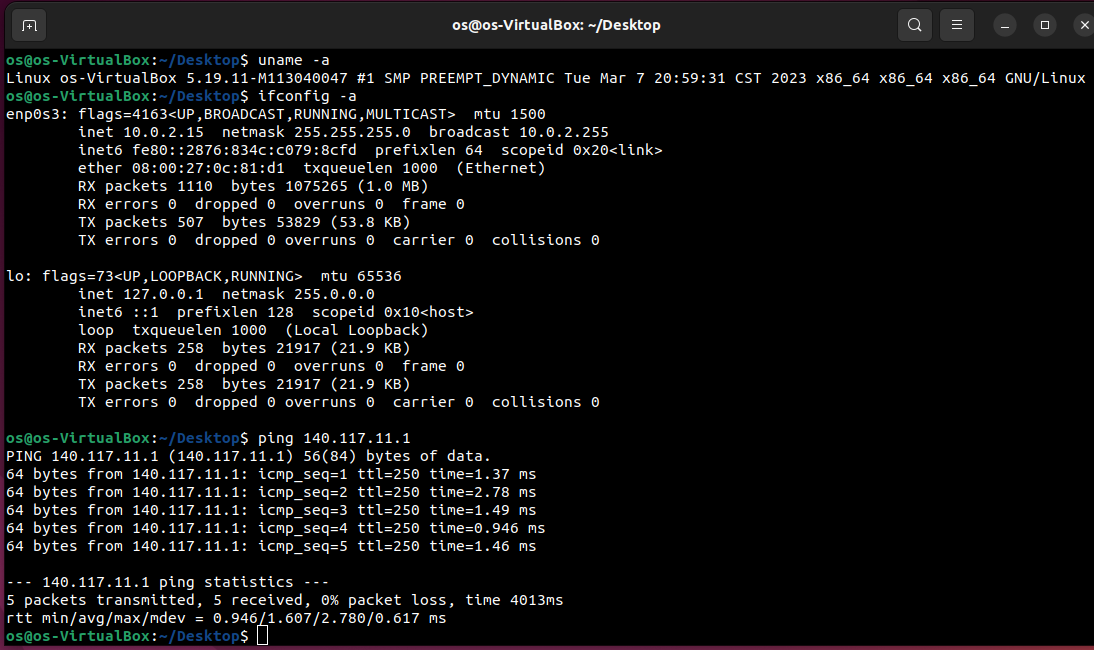 os@os-VirtualBox: ~/Desktop
os@os-VirtualBox:~/Desktop$ uname -a
Linux os-VirtualBox 5.19.11-M113040047 #1 SMP PREEMPT_DYNAMIC Tue Mar 7 20:59:31 CST 2023 x86_64 x86_64 x86_64 GNU/Linux
os@os-VirtualBox:~/Desktop$ ifconfig -a
enp0s3: flags=4163<UP,BROADCAST,RUNNING,MULTICAST>  mtu 1500
        inet 10.0.2.15  netmask 255.255.255.0  broadcast 10.0.2.255
        inet6 fe80::2876:834c:c079:8cfd  prefixlen 64  scopeid 0x20<link>
        ether 08:00:27:0c:81:d1  txqueuelen 1000  (Ethernet)
        RX packets 1110  bytes 1075265 (1.0 MB)
        RX errors 0  dropped 0  overruns 0  frame 0
        TX packets 507  bytes 53829 (53.8 KB)
        TX errors 0  dropped 0 overruns 0  carrier 0  collisions 0

lo: flags=73<UP,LOOPBACK,RUNNING>  mtu 65536
        inet 127.0.0.1  netmask 255.0.0.0
        inet6 ::1  prefixlen 128  scopeid 0x10<host>
        loop  txqueuelen 1000  (Local Loopback)
        RX packets 258  bytes 21917 (21.9 KB)
        RX errors 0  dropped 0  overruns 0  frame 0
        TX packets 258  bytes 21917 (21.9 KB)
        TX errors 0  dropped 0 overruns 0  carrier 0  collisions 0

os@os-VirtualBox:~/Desktop$ ping 140.117.11.1
PING 140.117.11.1 (140.117.11.1) 56(84) bytes of data.
64 bytes from 140.117.11.1: icmp_seq=1 ttl=250 time=1.37 ms
64 bytes from 140.117.11.1: icmp_seq=2 ttl=250 time=2.78 ms
64 bytes from 140.117.11.1: icmp_seq=3 ttl=250 time=1.49 ms
64 bytes from 140.117.11.1: icmp_seq=4 ttl=250 time=0.946 ms
64 bytes from 140.117.11.1: icmp_seq=5 ttl=250 time=1.46 ms

--- 140.117.11.1 ping statistics ---
5 packets transmitted, 5 received, 0% packet loss, time 4013ms
rtt min/avg/max/mdev = 0.946/1.607/2.780/0.617 ms
os@os-VirtualBox:~/Desktop$